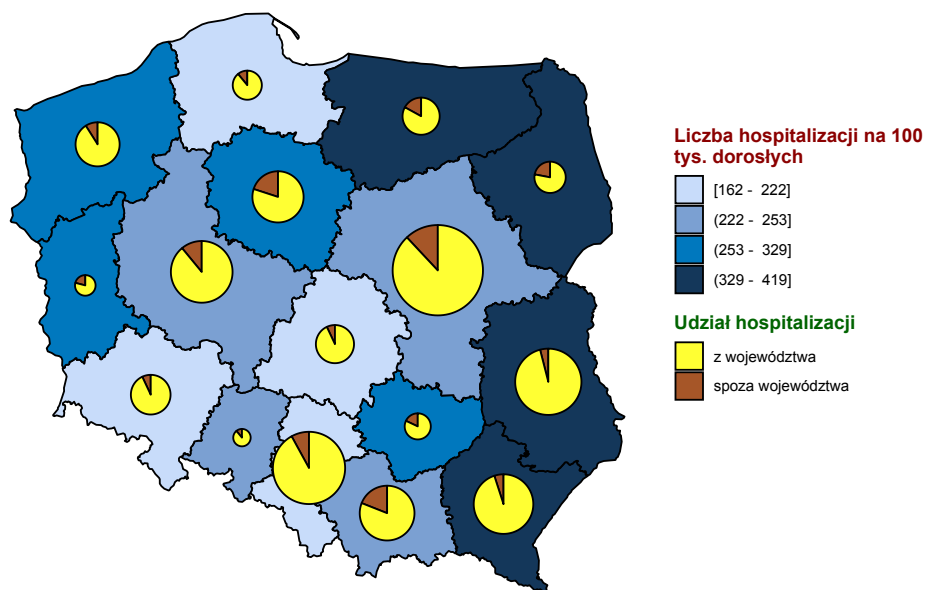 Liczba hospitalizacji na 100
tys. dorosłych
[162 - 222]
(222 - 253]
(253 - 329]
(329 - 419]
Udział hospitalizacji
z województwa
spoza województwa